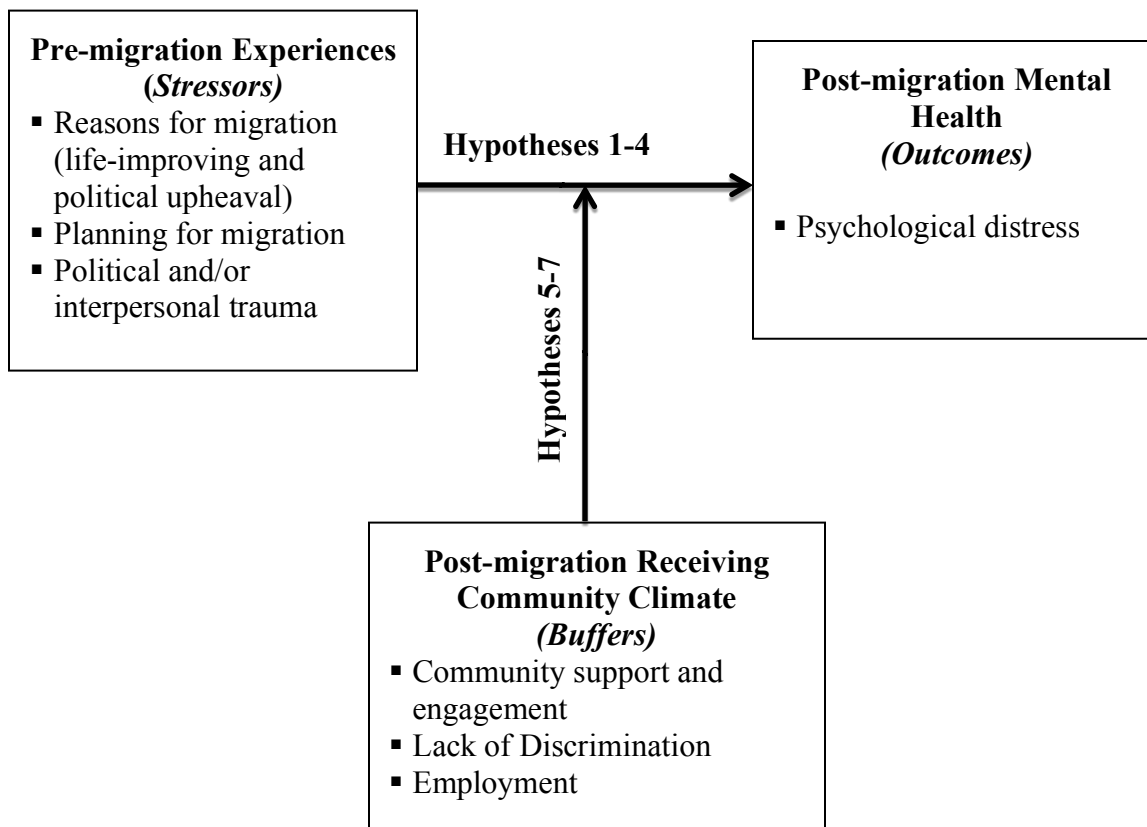 Pre-migration Experiences
(Stressors)
▪ Reasons for migration
(life-improving and
political upheaval)
▪ Planning for migration
▪ Political and/or
interpersonal trauma
Hypotheses 1-4
Post-migration Mental
Health
(Outcomes)
▪ Psychological distress
Hypotheses 5-7
Post-migration Receiving
Community Climate
(Buffers)
▪ Community support and
engagement
▪ Lack of Discrimination
▪ Employment